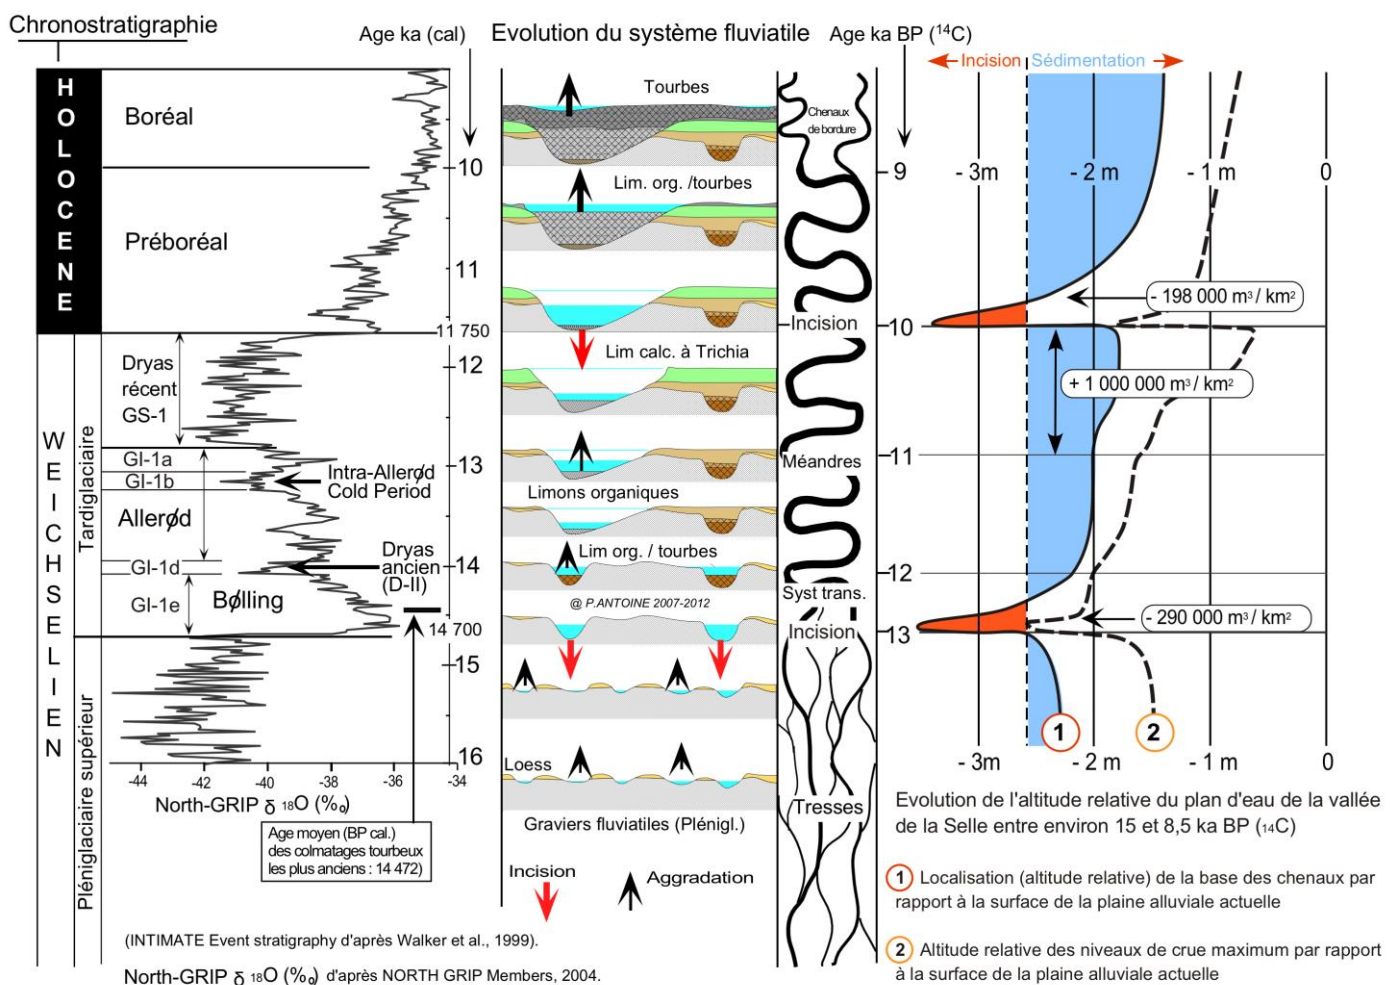 Chronostratigraphie
Age ka (cal)
Evolution du système fluviatile
Age ka BP (¹⁴C)
Incision
Sédimentation
HOLOCENE
Boréal
Préboréal
WEICHSELIEN
Tardiglaciaire
Pléniglaciaire supérieur
Dryas
récent
GS-1
GI-1a
GI-1b
Allerød
GI-1d
GI-1e
Bølling
Intra-Allerød
Cold Period
Dryas
ancien
(D-II)
10
11
11 750
12
13
14
14 700
15
16
-44
-42
-40
-38
-36
-34
North-GRIP δ ¹⁸O (‰)
Age moyen (BP cal.)
des colmatages tourbeux
les plus anciens : 14 472)
Tourbes
Lim. org. /tourbes
Lim calc. à Trichia
Limons organiques
Lim org. / tourbes
@ P.ANTOINE 2007-2012
Loess
Graviers fluviatiles (Plénigl.)
Incision
Aggradation
Chenaux
de bordure
Incision
Méandres
Syst trans.
Incision
Tresses
9
10
11
12
13
- 3m
- 2 m
- 1 m
0
- 198 000 m³ / km²
+ 1 000 000 m³ / km²
- 290 000 m³ / km²
1
2
- 3m
- 2 m
- 1 m
0
Evolution de l'altitude relative du plan d'eau de la vallée
de la Selle entre environ 15 et 8,5 ka BP (₁₄C)
1 Localisation (altitude relative) de la base des chenaux par
rapport à la surface de la plaine alluviale actuelle
2 Altitude relative des niveaux de crue maximum par rapport
à la surface de la plaine alluviale actuelle
(INTIMATE Event stratigraphy d'après Walker et al., 1999).
North-GRIP δ ¹⁸O (‰) d'après NORTH GRIP Members, 2004.